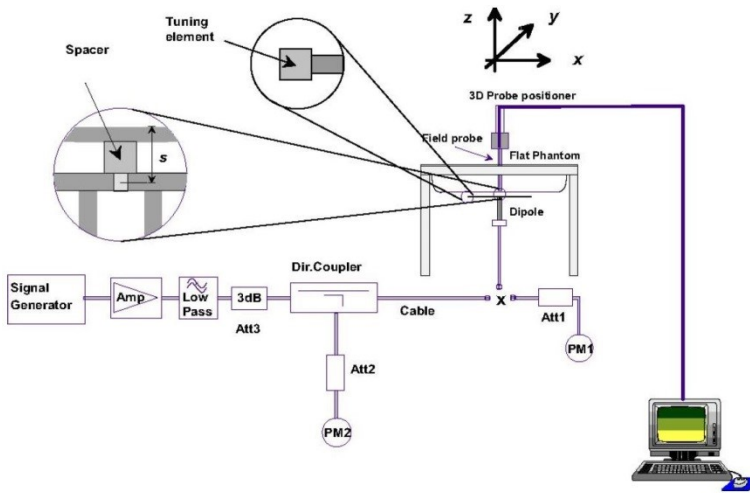 Tuning
element
Spacer
s
z
y
x
3D Probe positioner
Field probe
Flat Phantom
Dipole
Signal
Generator
Amp
Low
Pass
3dB
Att3
Dir.Coupler
Cable
x
Att1
PM1
Att2
PM2